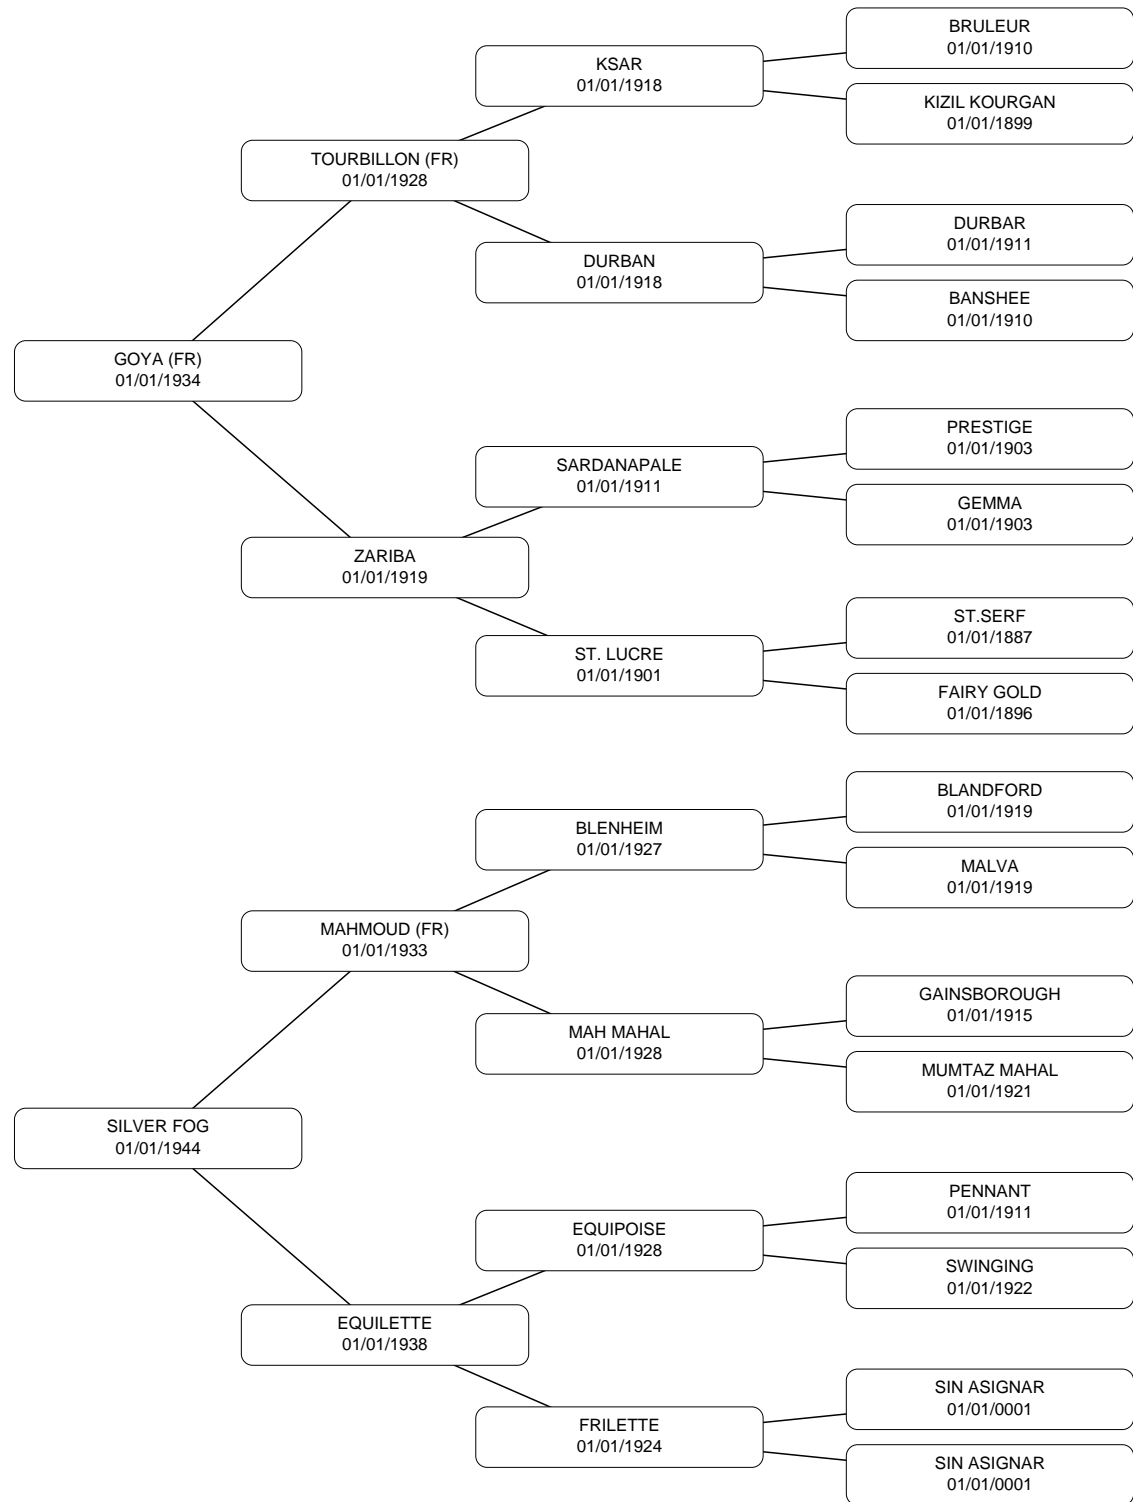 BRULEUR
01/01/1910
KSAR
01/01/1918
KIZIL KOURGAN
01/01/1899
TOURBILLON (FR)
01/01/1928
DURBAR
01/01/1911
DURBAN
01/01/1918
BANSHEE
01/01/1910
GOYA (FR)
01/01/1934
PRESTIGE
01/01/1903
SARDANAPALE
01/01/1911
GEMMA
01/01/1903
ZARIBA
01/01/1919
ST.SERF
01/01/1887
ST. LUCRE
01/01/1901
FAIRY GOLD
01/01/1896
BLANDFORD
01/01/1919
BLENHEIM
01/01/1927
MALVA
01/01/1919
MAHMOUD (FR)
01/01/1933
GAINSBOROUGH
01/01/1915
MAH MAHAL
01/01/1928
MUMTAZ MAHAL
01/01/1921
SILVER FOG
01/01/1944
PENNANT
01/01/1911
EQUIPOISE
01/01/1928
SWINGING
01/01/1922
EQUILETTE
01/01/1938
SIN ASIGNAR
01/01/0001
FRILETTE
01/01/1924
SIN ASIGNAR
01/01/0001